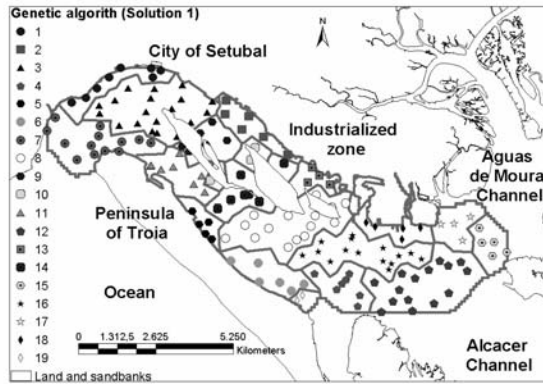 Genetic algorith (Solution 1)
1
2
3
4
5
6
7
8
9
10
11
12
13
14
15
16
17
18
19
Land and sandbanks
City of Setubal
N
Industrialized
zone
Aguas
de Moura
Channel
Peninsula
of Troia
Ocean
0 1.312.5 2.625 5.250
Kilometers
Alcacer
Channel